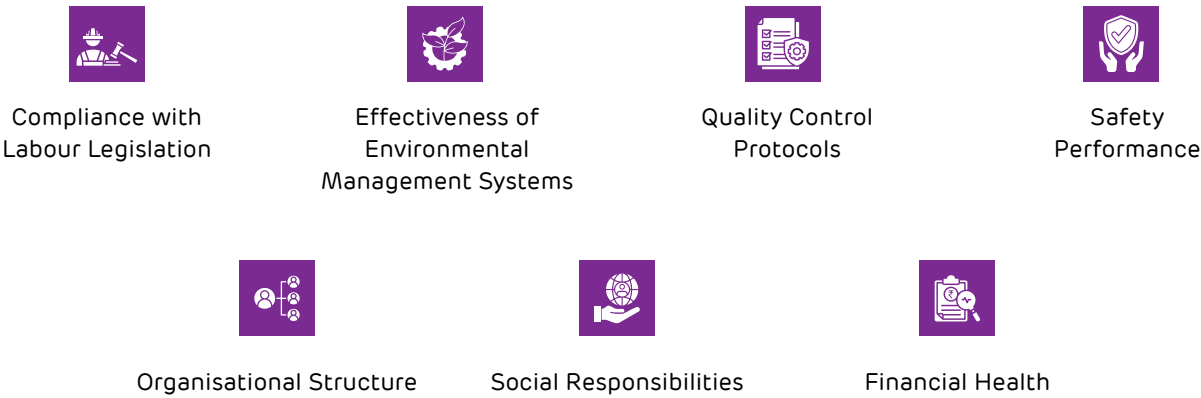 Compliance with
Labour Legislation
Effectiveness of
Environmental
Management Systems
Quality Control
Protocols
Safety
Performance
₹
Organisational Structure
Social Responsibilities
Financial Health